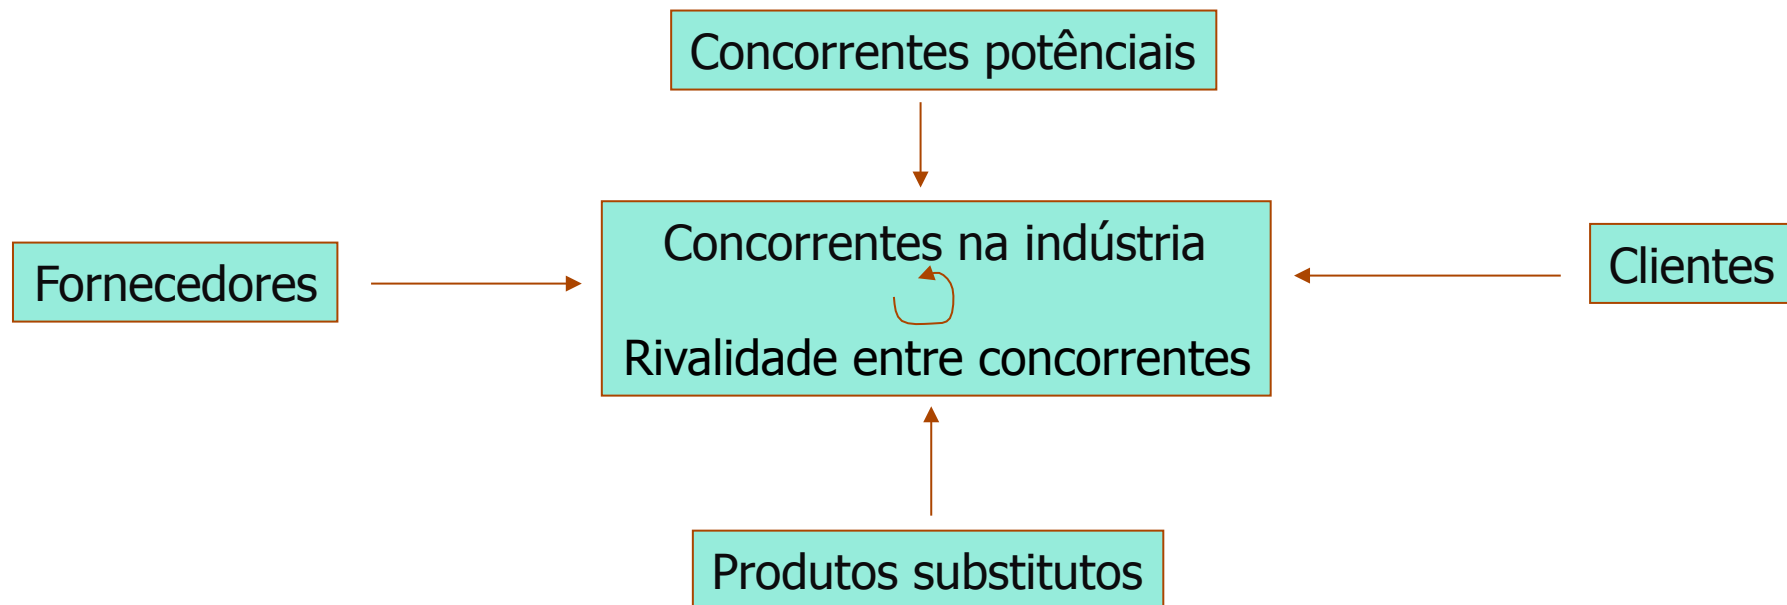 Concorrentes potênciais
Concorrentes na indústria
Fornecedores
Clientes
Rivalidade entre concorrentes
Produtos substitutos